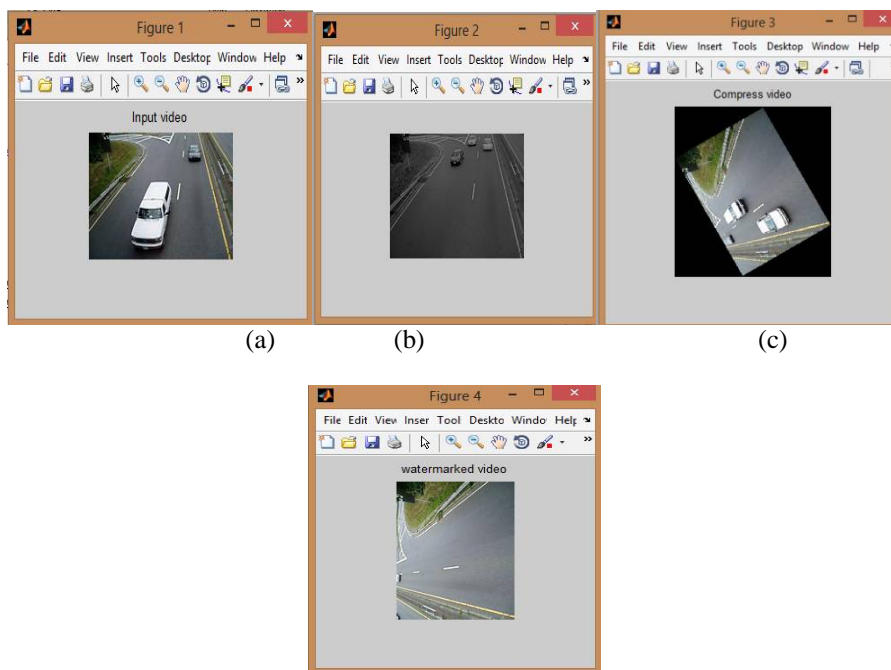 Figure 1
File Edit View Insert Tools Desktop Window Help
Input video
Figure 2
File Edit View Insert Tools Desktop Window Help
Figure 3
File Edit View Insert Tools Desktop Window Help
Compress video
(a) (b) (c)
Figure 4
File Edit View Inser Tool Deskto Windo Help
watermarked video